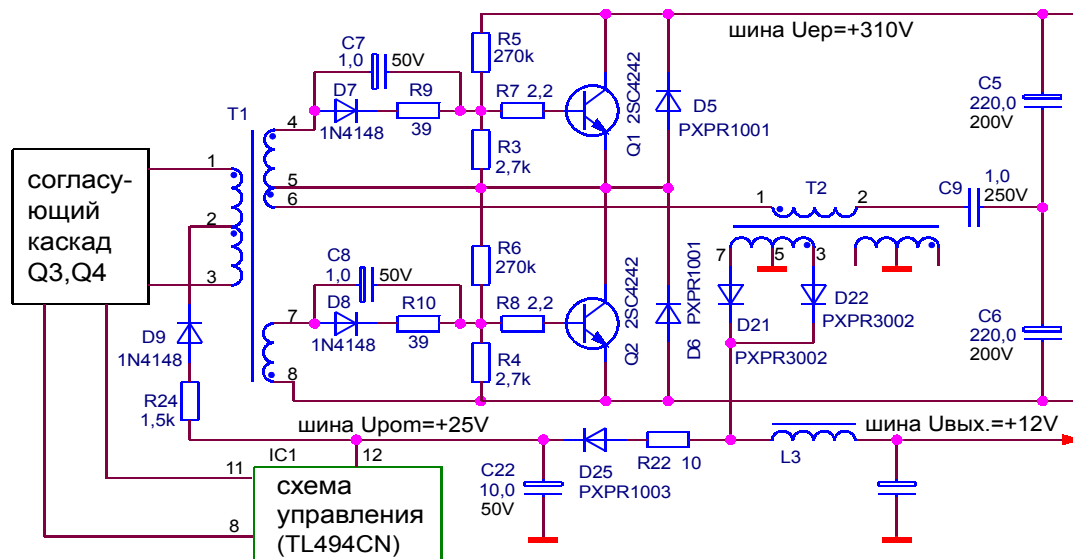 шина Uep=+310V
C7
1,0
50V
R5
270k
D7
1N4148
R9
39
R7 2,2
Q1 2SC4242
D5
PXPR1001
C5
220,0
200V
T1
4
R3
2,7k
5
6
согласу-
ющий
каскад
Q3,Q4
1
2
3
1
T2
2
C9
1,0
250V
R6
270k
C8
1,0
50V
7
D8
1N4148
R10
39
R8 2,2
Q2 2SC4242
D6 PXPR1001
7
5
3
D21
PXPR3002
D22
PXPR3002
C6
220,0
200V
D9
1N4148
R4
2,7k
8
R24
1,5k
шина Upom=+25V
шина Uвых.=+12V
IC1
12
11
8
схема
управления
(TL494CN)
C22
10,0
50V
D25
PXPR1003
R22 10
L3